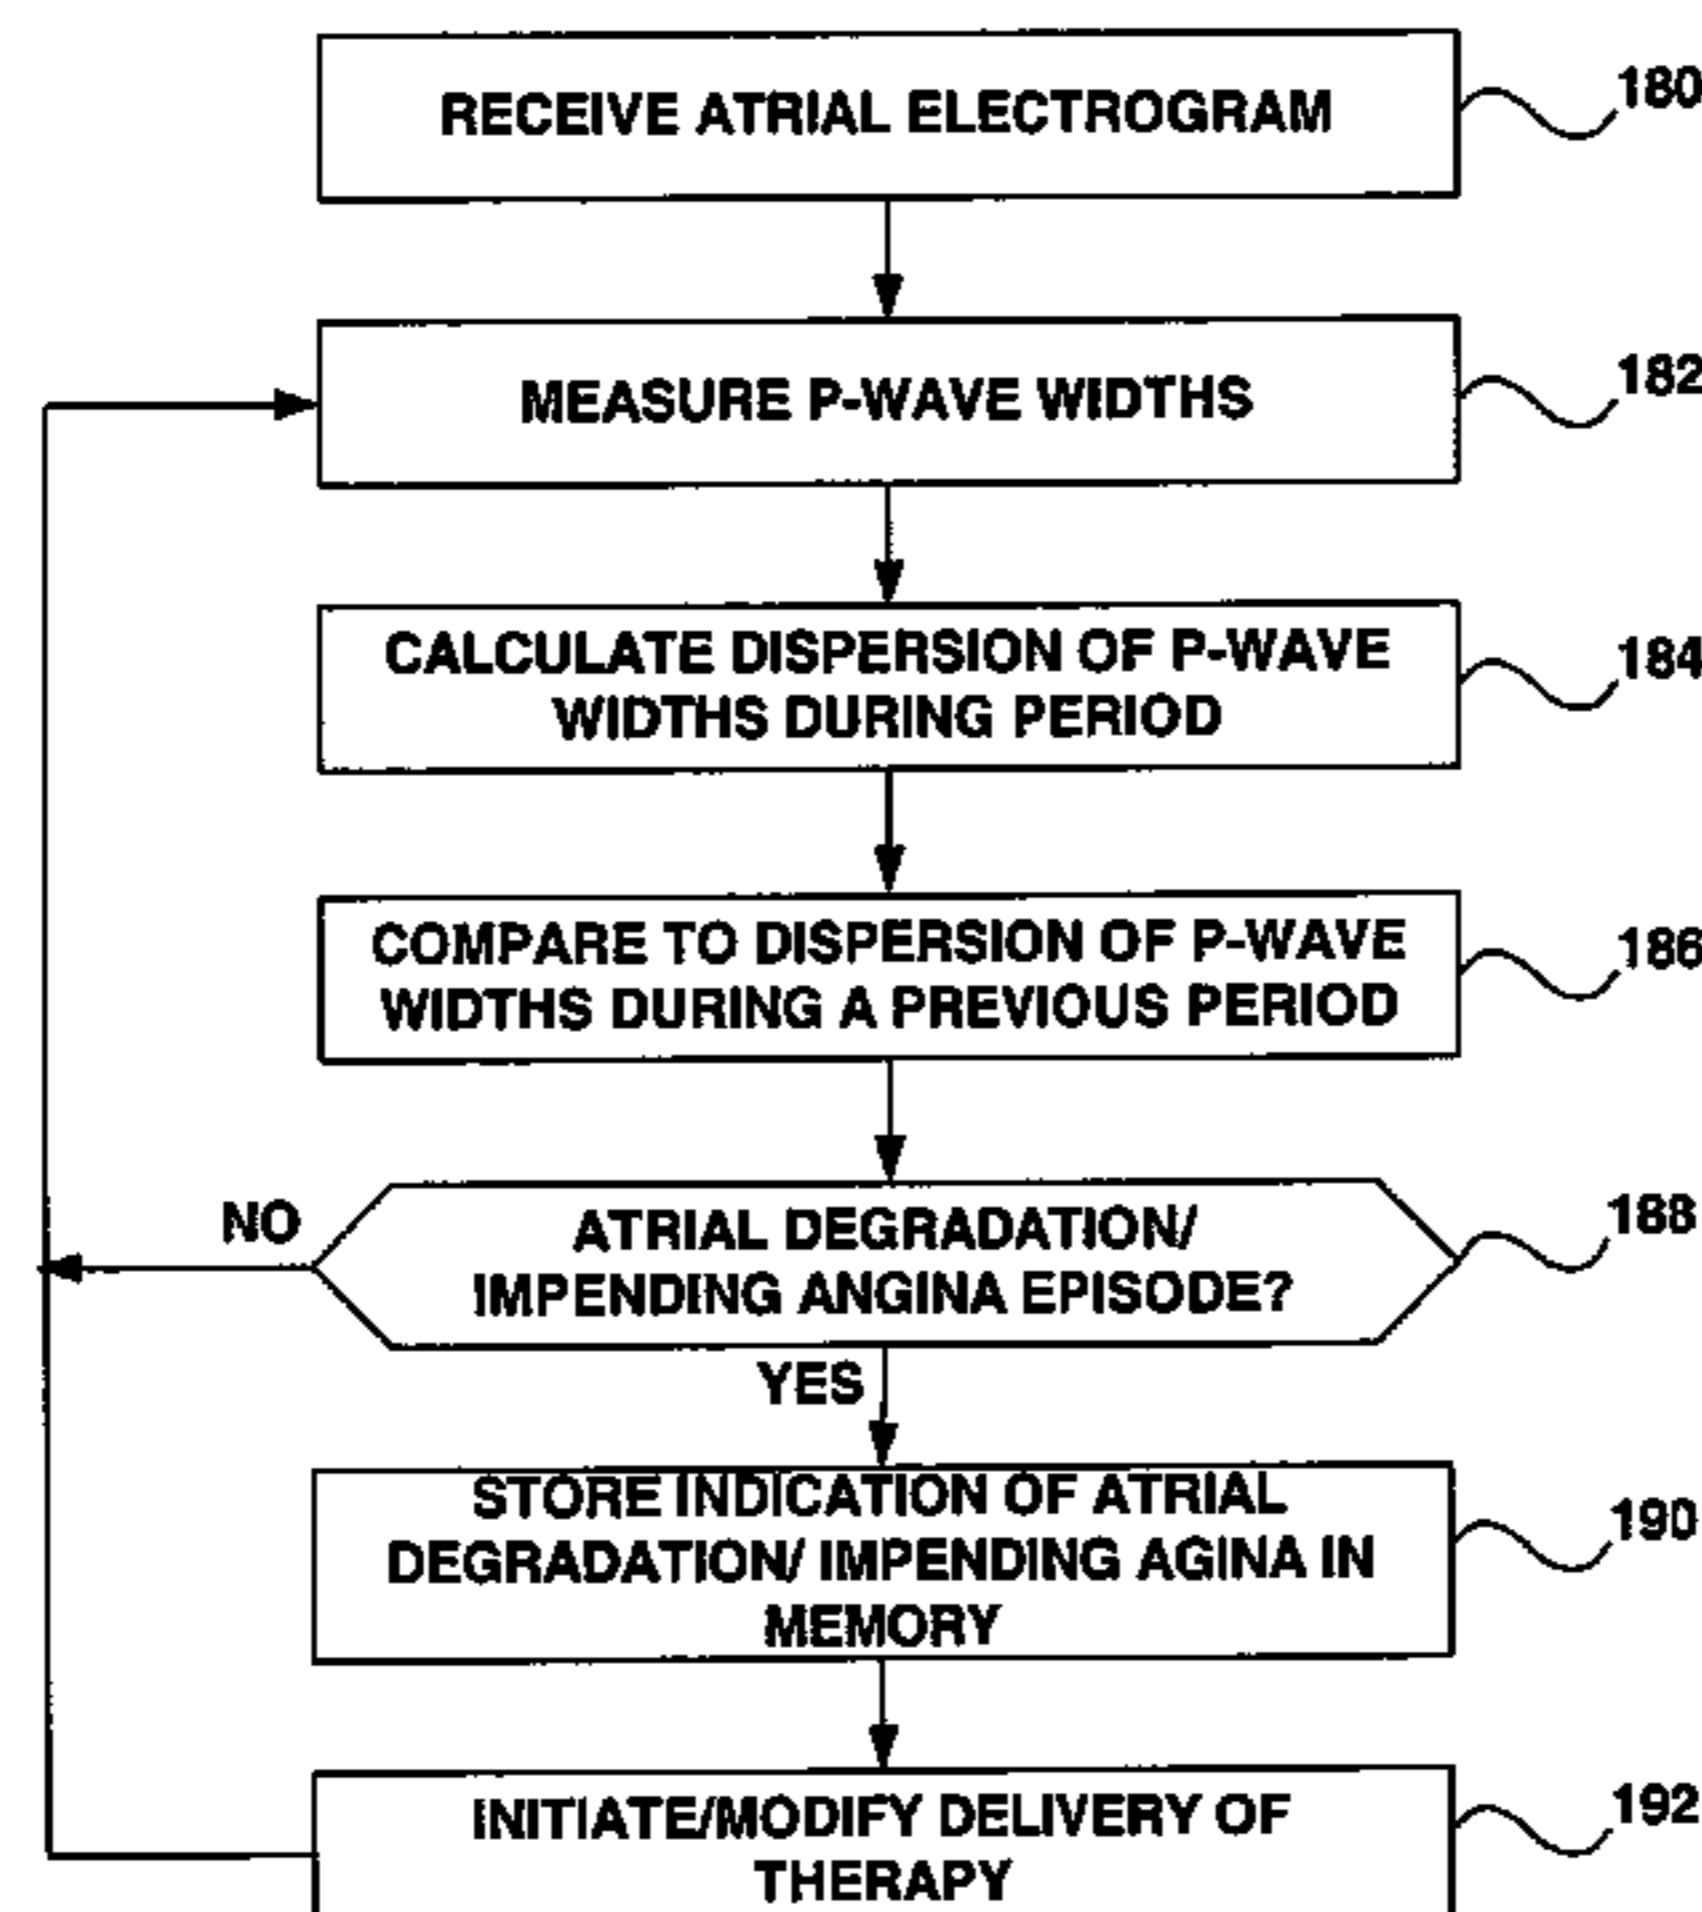 RECEIVE ATRIAL ELECTROGRAM
180
MEASURE P-WAVE WIDTHS
182
CALCULATE DISPERSION OF P-WAVE
WIDTHS DURING PERIOD
184
COMPARE TO DISPERSION OF P-WAVE
WIDTHS DURING A PREVIOUS PERIOD
186
NO
ATRIAL DEGRADATION/
IMPENDING ANGINA EPISODE?
188
YES
STORE INDICATION OF ATRIAL
DEGRADATION/ IMPENDING AGINA IN
MEMORY
190
INITIATE/MODIFY DELIVERY OF
THERAPY
192